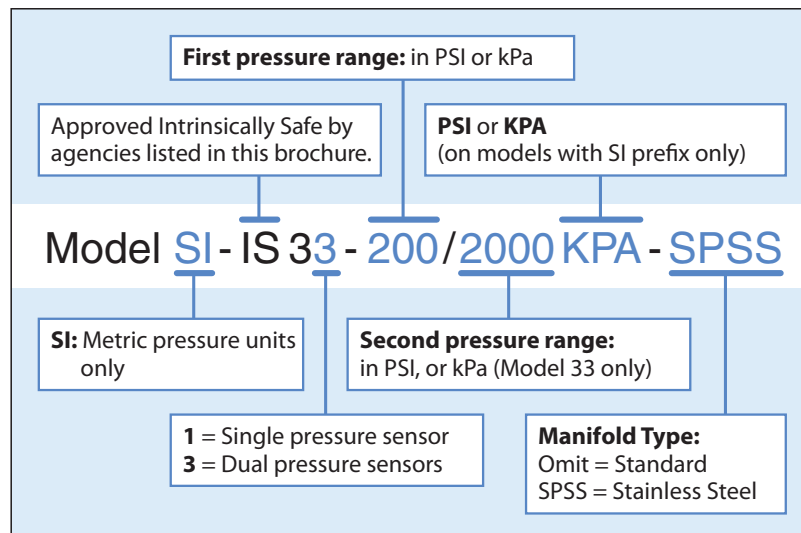 First pressure range: in PSI or kPa
Approved Intrinsically Safe by
agencies listed in this brochure.
PSI or KPA
(on models with SI prefix only)
Model SI-IS 33-200/2000 KPA-SPSS
SI: Metric pressure units
only
Second pressure range:
in PSI, or kPa (Model 33 only)
1 = Single pressure sensor
3 = Dual pressure sensors
Manifold Type:
Omit = Standard
SPSS = Stainless Steel